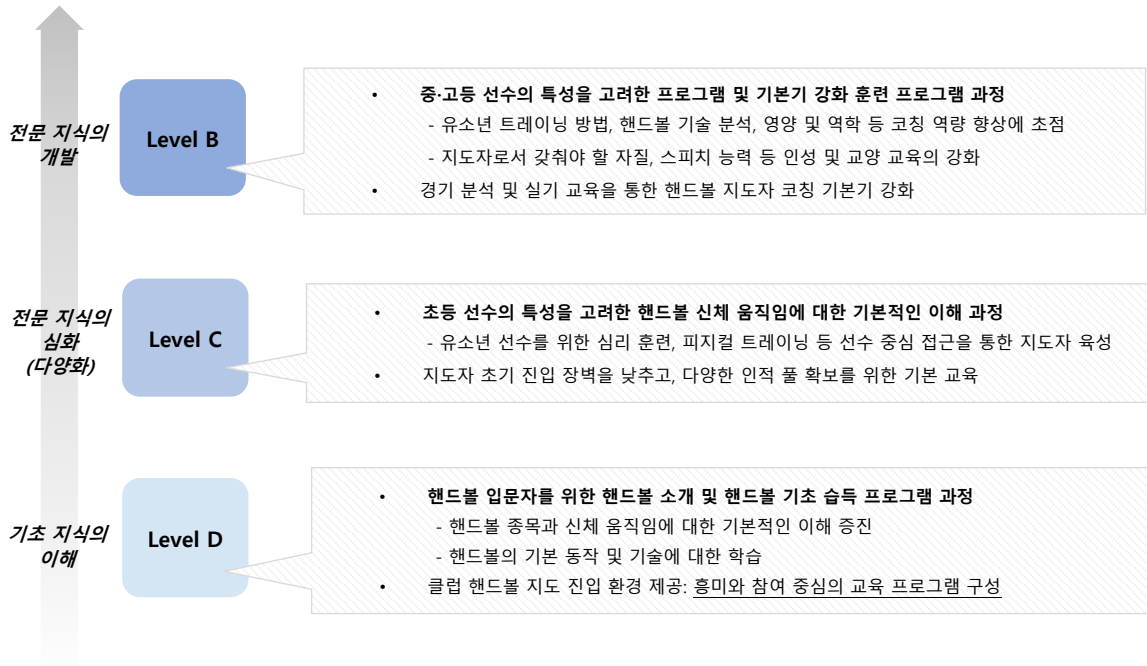 전문 지식의
개발
Level B
• 중·고등 선수의 특성을 고려한 프로그램 및 기본기 강화 훈련 프로그램 과정
- 유소년 트레이닝 방법, 핸드볼 기술 분석, 영양 및 역학 등 코칭 역량 향상에 초점
- 지도자로서 갖춰야 할 자질, 스피치 능력 등 인성 및 교양 교육의 강화
• 경기 분석 및 실기 교육을 통한 핸드볼 지도자 코칭 기본기 강화
전문 지식의
심화
(다양화)
Level C
• 초등 선수의 특성을 고려한 핸드볼 신체 움직임에 대한 기본적인 이해 과정
- 유소년 선수를 위한 심리 훈련, 피지컬 트레이닝 등 선수 중심 접근을 통한 지도자 육성
• 지도자 초기 진입 장벽을 낮추고, 다양한 인적 풀 확보를 위한 기본 교육
기초 지식의
이해
Level D
• 핸드볼 입문자를 위한 핸드볼 소개 및 핸드볼 기초 습득 프로그램 과정
- 핸드볼 종목과 신체 움직임에 대한 기본적인 이해 증진
- 핸드볼의 기본 동작 및 기술에 대한 학습
• 클럽 핸드볼 지도 진입 환경 제공: 흥미와 참여 중심의 교육 프로그램 구성